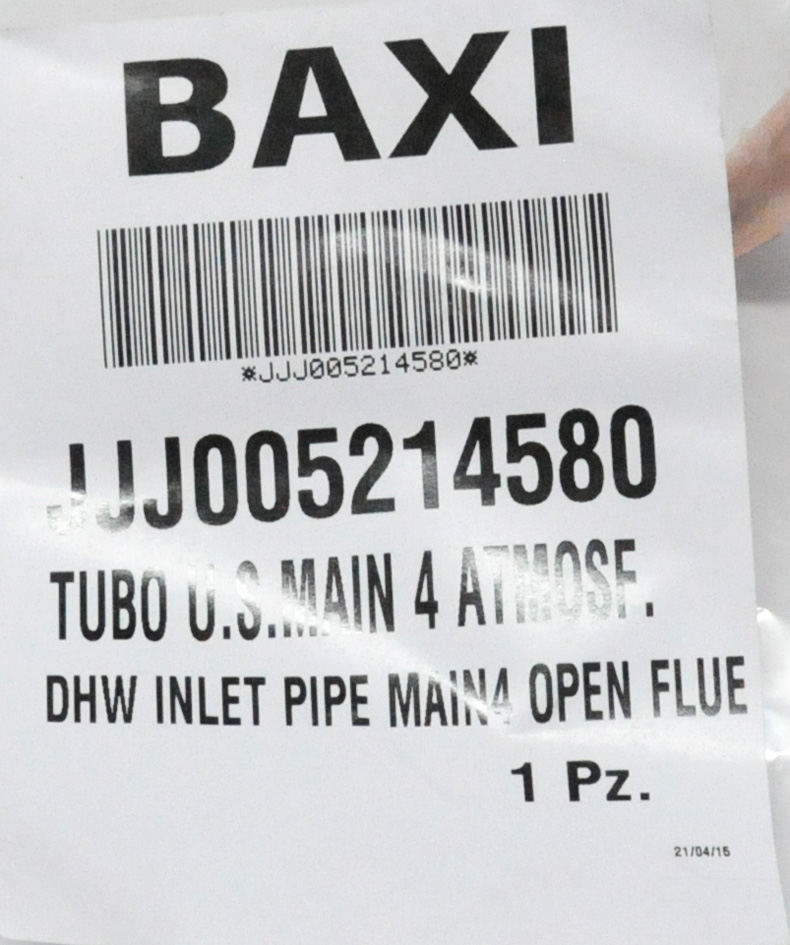 BAXI
*JJJ005214580*
JJJ005214580
TUBO U.S.MAIN 4 ATMOSF.
DHW INLET PIPE MAIN4 OPEN FLUE
1 Pz.
21/04/15